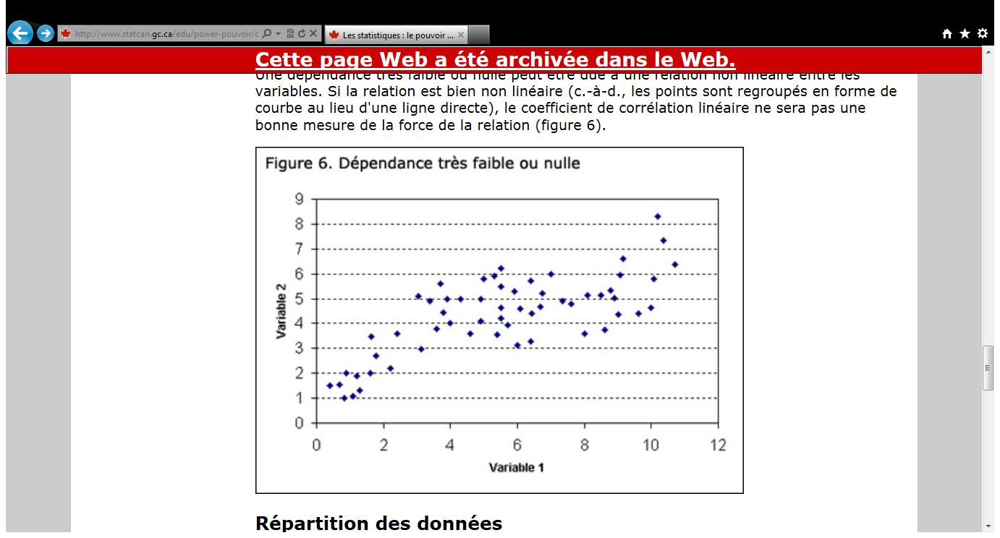 http://www.statcan.gc.ca/edu/power-pouvoir/c
Les statistiques : le pouvoir ...
Cette page Web a été archivée dans le Web.
Une dépendance très faible ou nulle peut être due à une relation non linéaire entre les
variables. Si la relation est bien non linéaire (c.-à-d., les points sont regroupés en forme de
courbe au lieu d'une ligne directe), le coefficient de corrélation linéaire ne sera pas une
bonne mesure de la force de la relation (figure 6).
Figure 6. Dépendance très faible ou nulle
9
8
7
6
5
4
3
2
1
0
Variable 2
0 2 4 6 8 10 12
Variable 1
Répartition des données